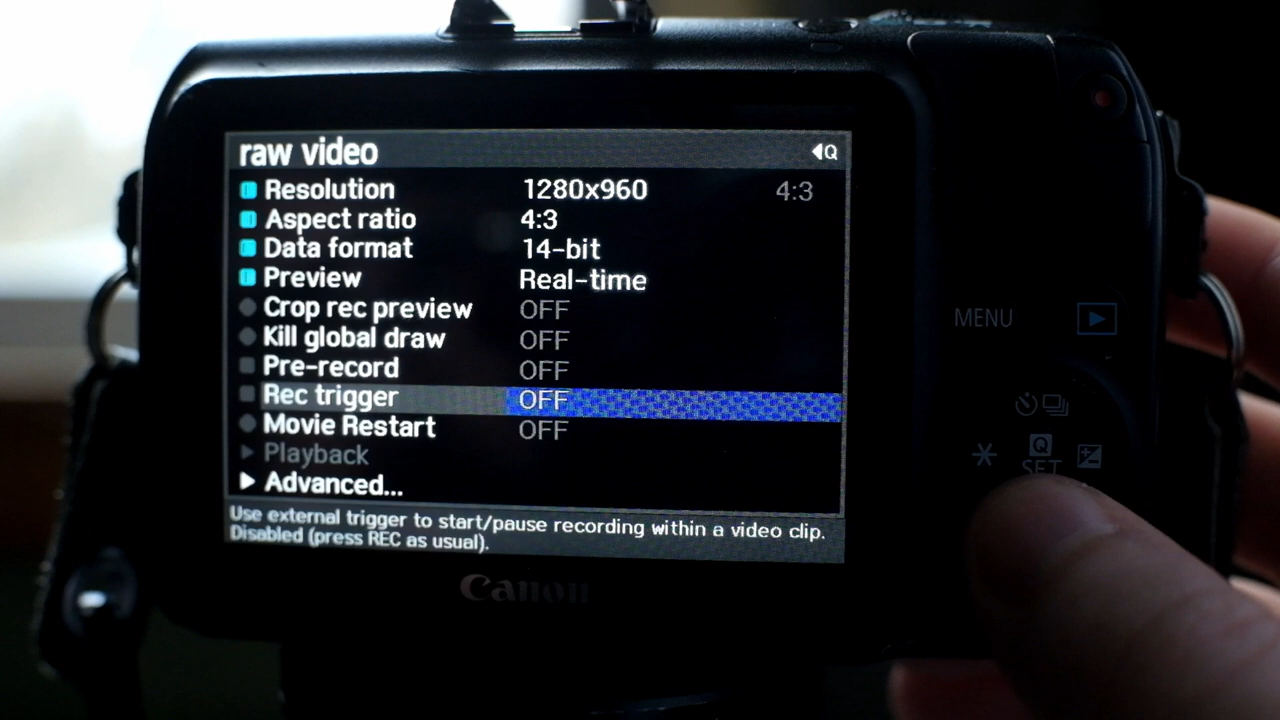 raw video Q
Resolution 1280x960 4:3
Aspect ratio 4:3
Data format 14-bit
Preview Real-time
Crop rec preview OFF
Kill global draw OFF
Pre-record OFF
Rec trigger OFF
Movie Restart OFF
Playback
Advanced...
Use external trigger to start/pause recording within a video clip.
Disabled (press REC as usual).
Canon
MENU
Q
SET